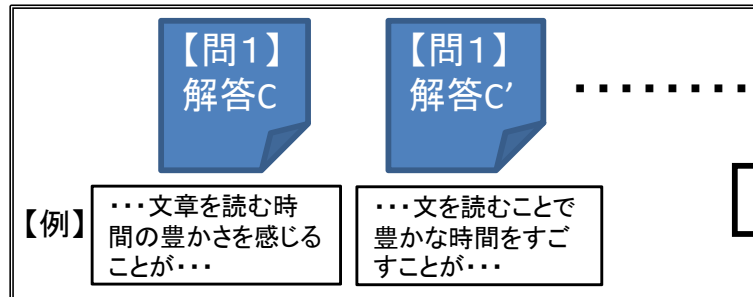 【問1】
解答C
【問1】
解答C’
・・・・・・・・
【例】
・・・文章を読む時
間の豊かさを感じる
ことが・・・
・・・文を読むことで
豊かな時間をすご
すことが・・・